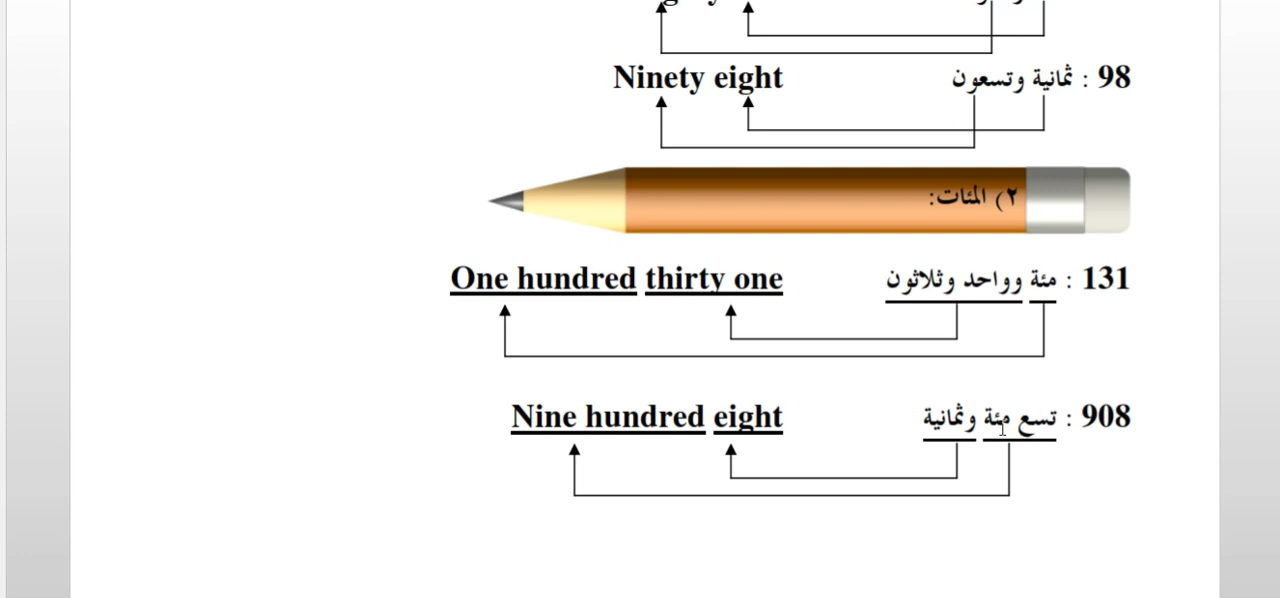 98 : ثمانية وتسعون Ninety eight
٢) المئات:
131 : مئة وواحد وثلاثون One hundred thirty one
908 : تسع مئة وثمانية Nine hundred eight